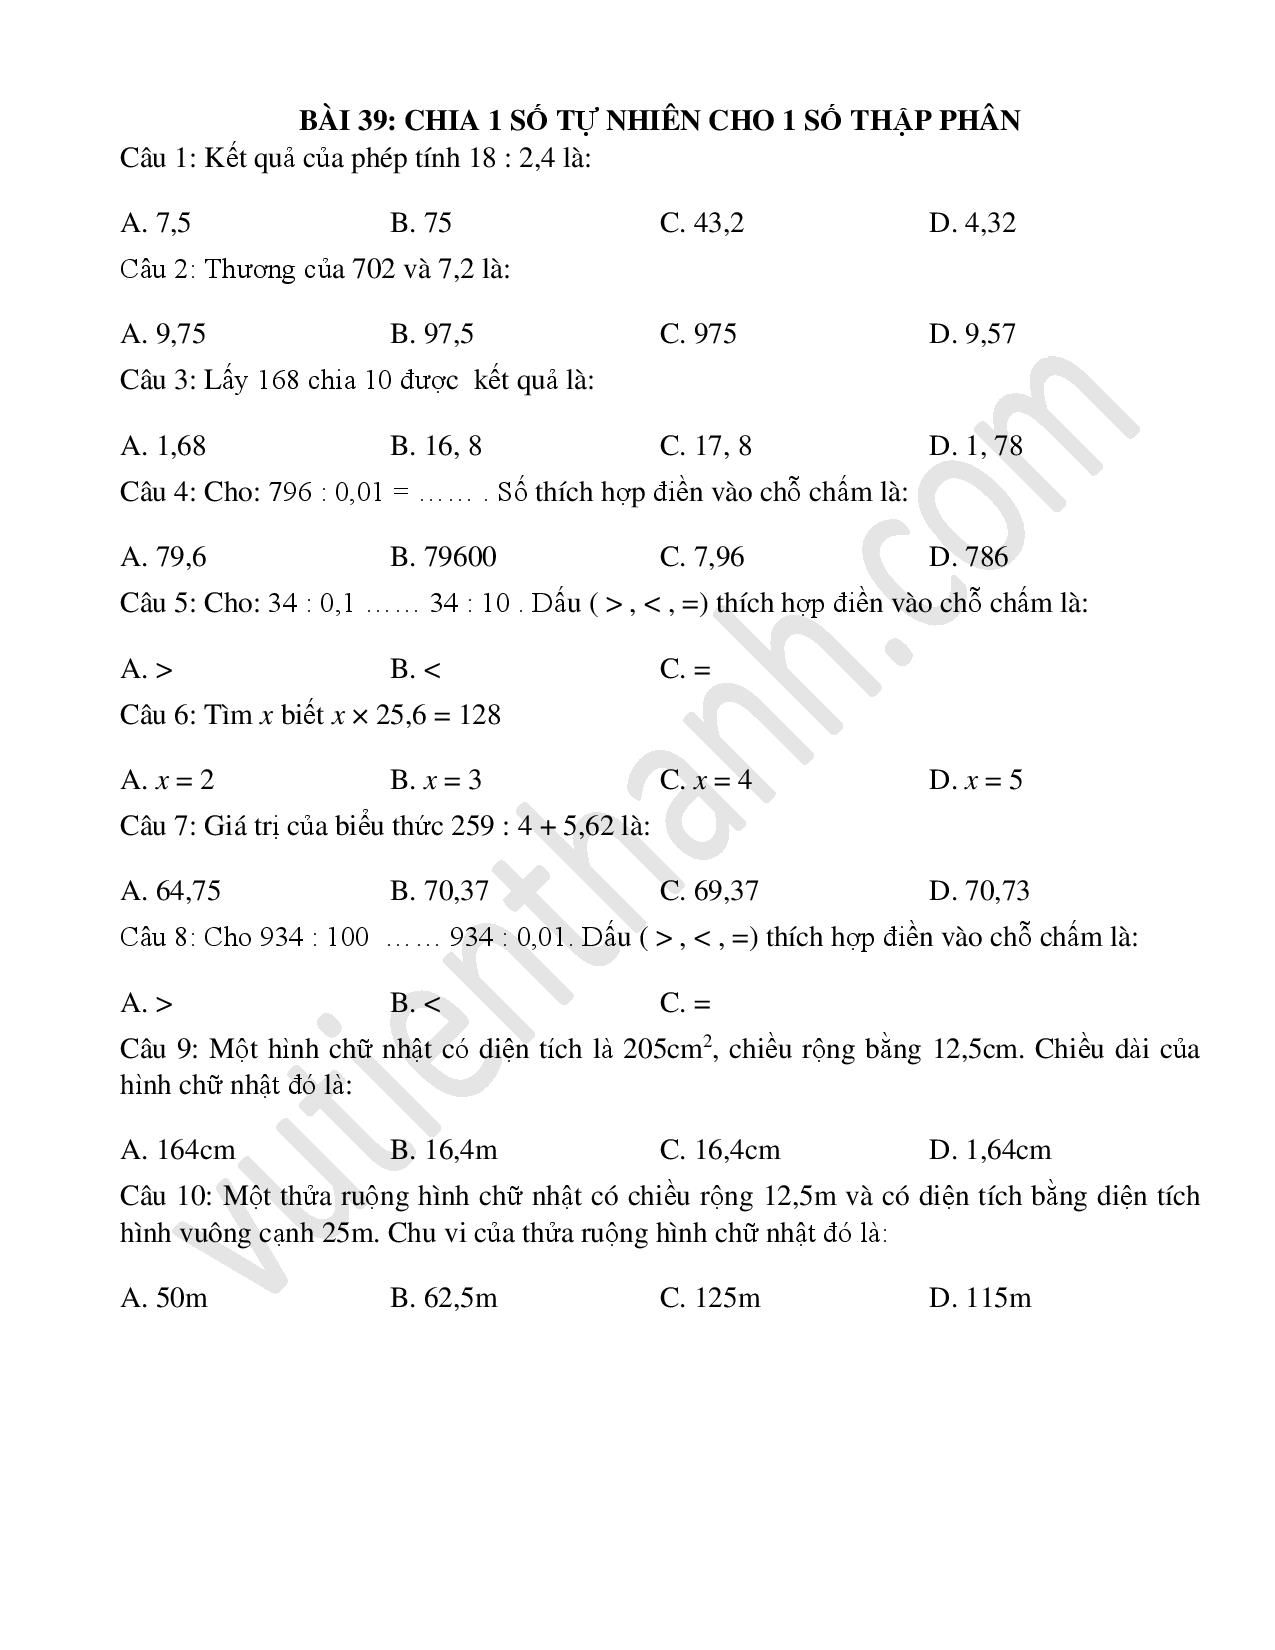 BÀI 39: CHIA 1 SỐ TỰ NHIÊN CHO 1 SỐ THẬP PHÂN
Câu 1: Kết quả của phép tính 18 : 2,4 là:
A. 7,5 B. 75 C. 43,2 D. 4,32
Câu 2: Thương của 702 và 7,2 là:
A. 9,75 B. 97,5 C. 975 D. 9,57
Câu 3: Lấy 168 chia 10 được kết quả là:
A. 1,68 B. 16, 8 C. 17, 8 D. 1, 78
Câu 4: Cho: 796 : 0,01 = …… . Số thích hợp điền vào chỗ chấm là:
A. 79,6 B. 79600 C. 7,96 D. 786
Câu 5: Cho: 34 : 0,1 …… 34 : 10 . Dấu ( > , < , =) thích hợp điền vào chỗ chấm là:
A. > B. < C. =
Câu 6: Tìm x biết x × 25,6 = 128
A. x = 2 B. x = 3 C. x = 4 D. x = 5
Câu 7: Giá trị của biểu thức 259 : 4 + 5,62 là:
A. 64,75 B. 70,37 C. 69,37 D. 70,73
Câu 8: Cho 934 : 100 …… 934 : 0,01. Dấu ( > , < , =) thích hợp điền vào chỗ chấm là:
A. > B. < C. =
Câu 9: Một hình chữ nhật có diện tích là 205cm², chiều rộng bằng 12,5cm. Chiều dài của
hình chữ nhật đó là:
A. 164cm B. 16,4m C. 16,4cm D. 1,64cm
Câu 10: Một thửa ruộng hình chữ nhật có chiều rộng 12,5m và có diện tích bằng diện tích
hình vuông cạnh 25m. Chu vi của thửa ruộng hình chữ nhật đó là:
A. 50m B. 62,5m C. 125m D. 115m
vutienthanh.com